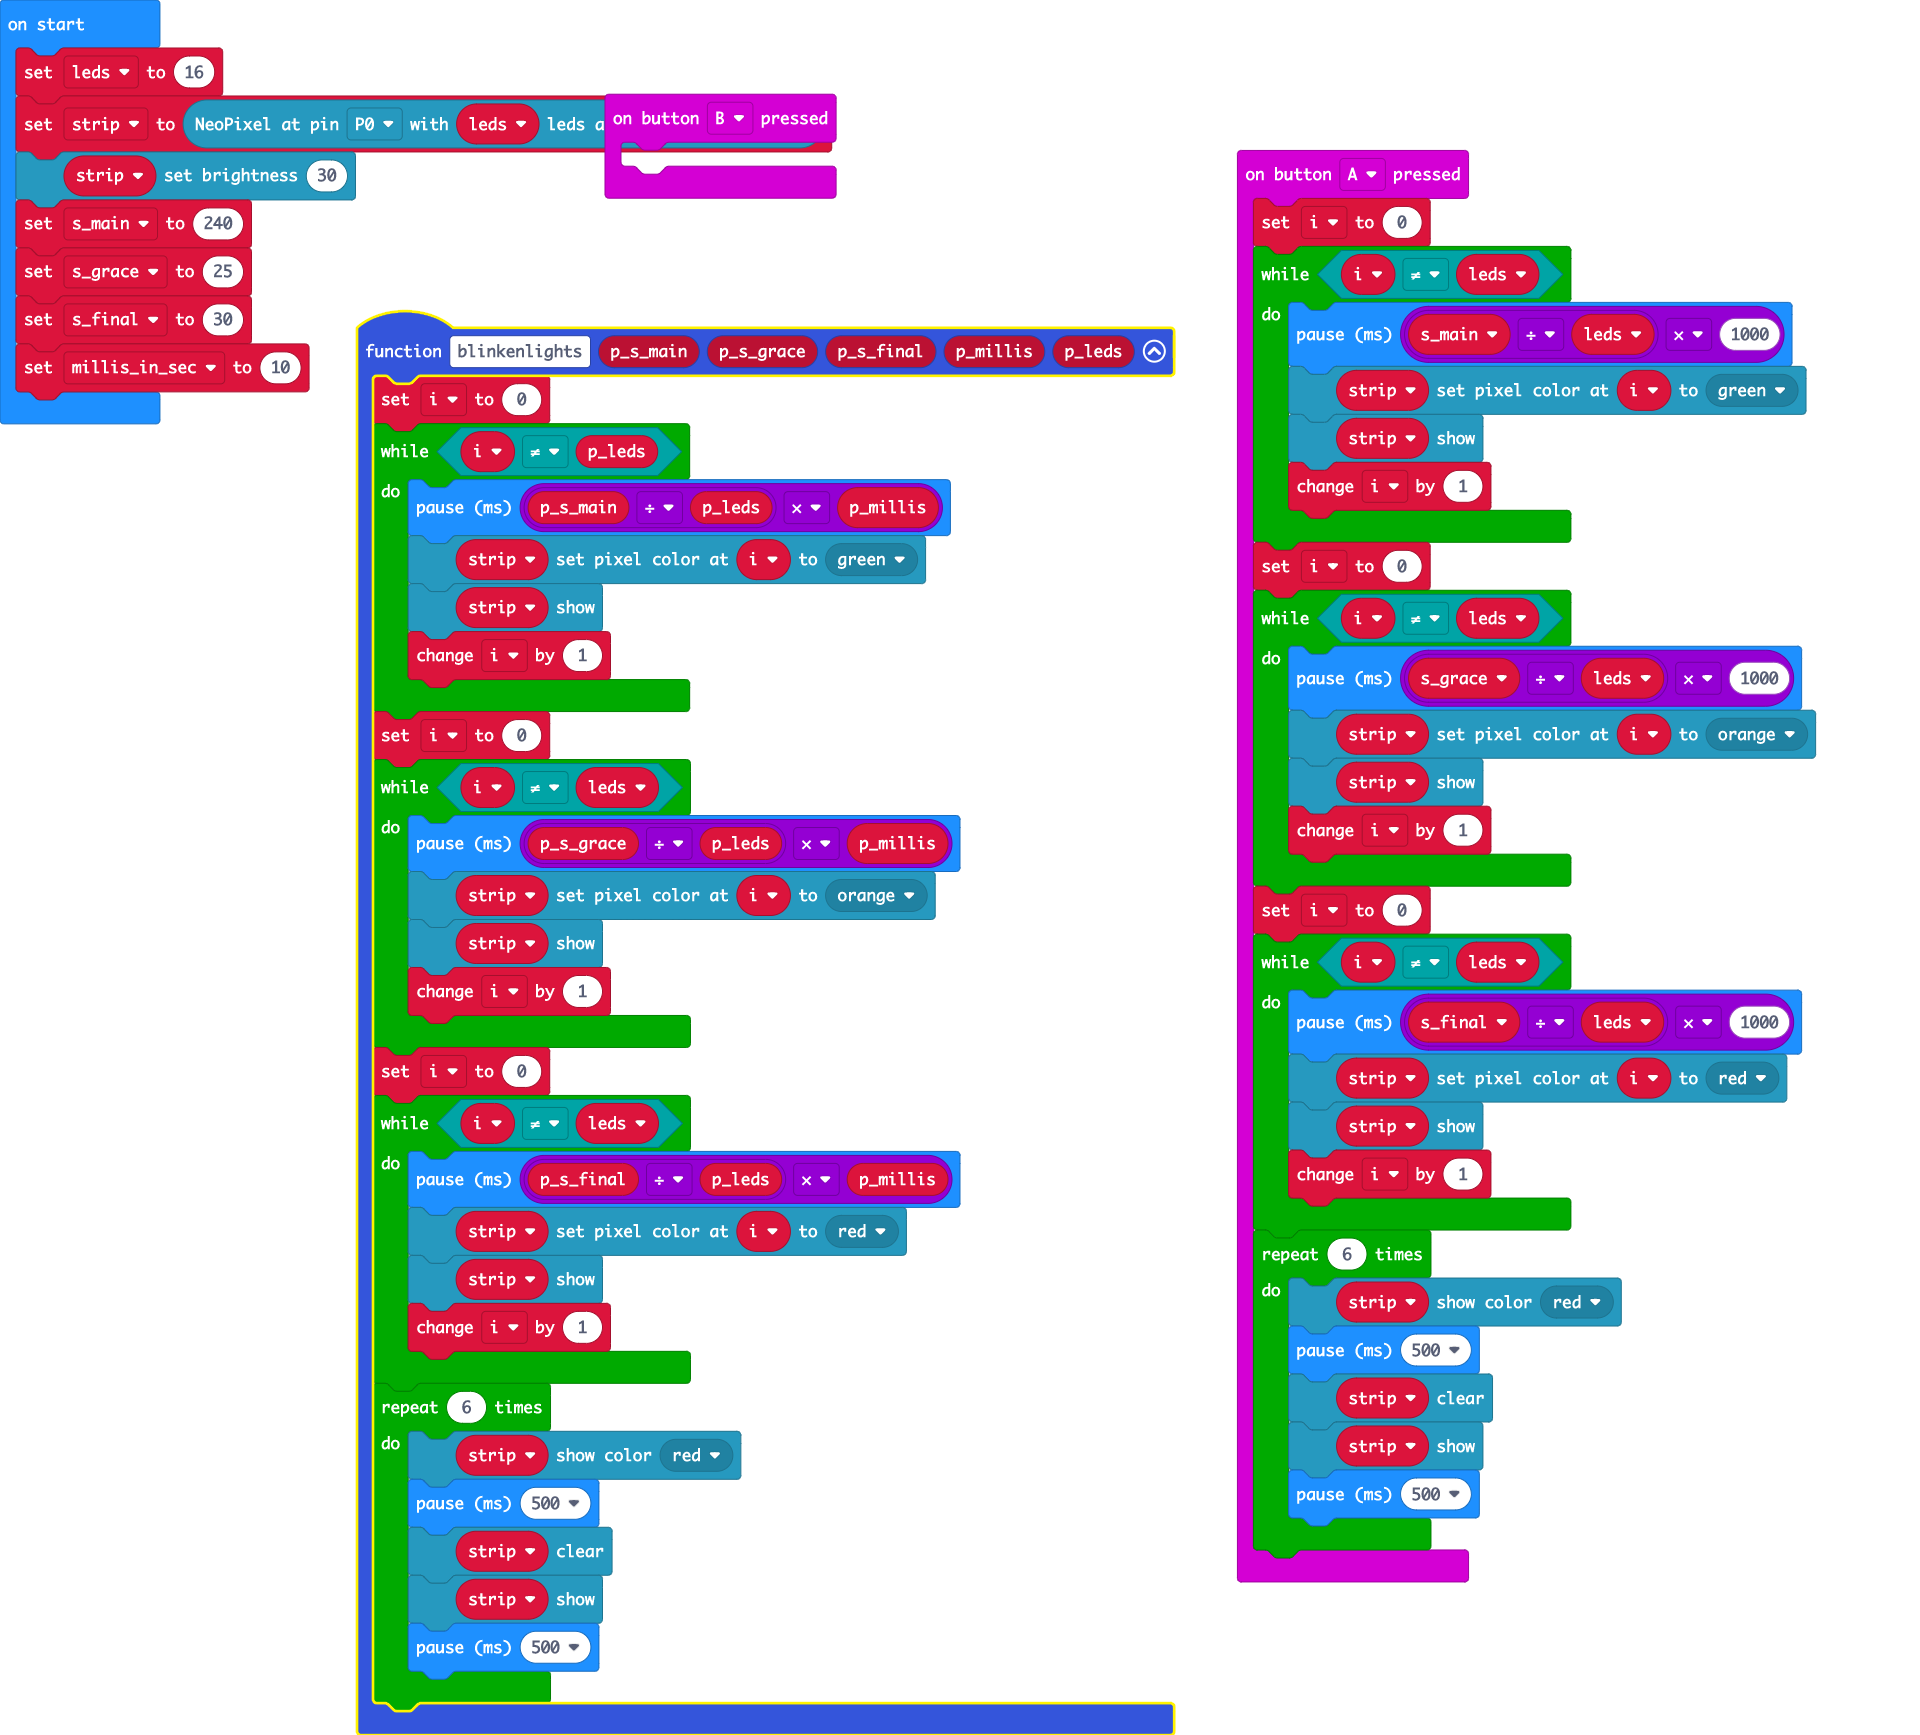 on start
set leds to 16
set strip to NeoPixel at pin P0 with leds leds
set brightness 30
strip
set s_main to 240
set s_grace to 25
set s_final to 30
set millis_in_sec to 10
on button B pressed
function blinkenlights p_s_main p_s_grace p_s_final p_millis p_leds
set i to 0
while i ≠ p_leds
do pause (ms) p_s_main ÷ p_leds × p_millis
strip set pixel color at i to green
strip show
change i by 1
set i to 0
while i ≠ leds
do pause (ms) p_s_grace ÷ p_leds × p_millis
strip set pixel color at i to orange
strip show
change i by 1
set i to 0
while i ≠ leds
do pause (ms) p_s_final ÷ p_leds × p_millis
strip set pixel color at i to red
strip show
change i by 1
repeat 6 times
do strip show color red
pause (ms) 500
strip clear
strip show
pause (ms) 500
on button A pressed
set i to 0
while i ≠ leds
do pause (ms) s_main ÷ leds × 1000
strip set pixel color at i to green
strip show
change i by 1
set i to 0
while i ≠ leds
do pause (ms) s_grace ÷ leds × 1000
strip set pixel color at i to orange
strip show
change i by 1
set i to 0
while i ≠ leds
do pause (ms) s_final ÷ leds × 1000
strip set pixel color at i to red
strip show
change i by 1
repeat 6 times
do strip show color red
pause (ms) 500
strip clear
strip show
pause (ms) 500